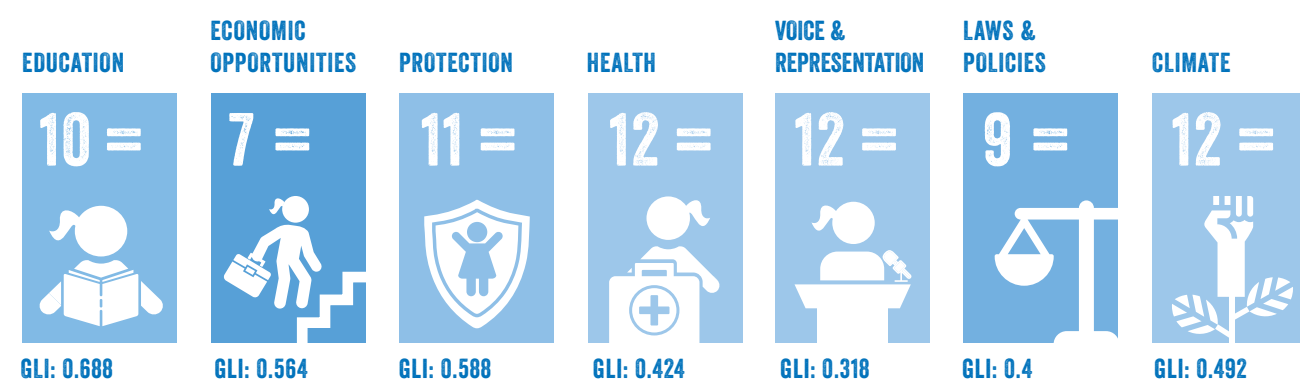 EDUCATION
10 =
GLI: 0.688
ECONOMIC
OPPORTUNITIES
7 =
GLI: 0.564
PROTECTION
11 =
GLI: 0.588
HEALTH
12 =
GLI: 0.424
VOICE &
REPRESENTATION
12 =
GLI: 0.318
LAWS &
POLICIES
9 =
GLI: 0.4
CLIMATE
12 =
GLI: 0.492